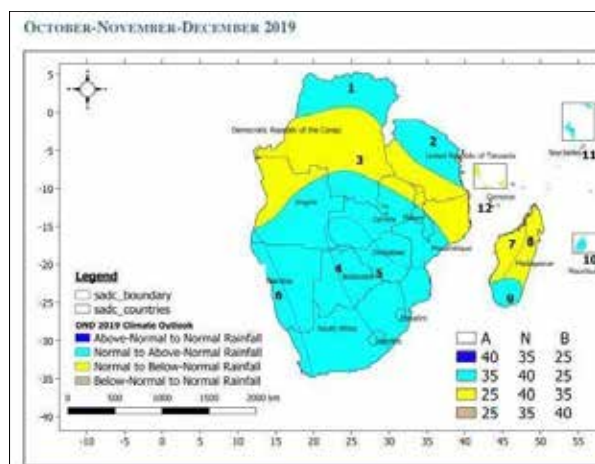 OCTOBER-NOVEMBER-DECEMBER 2019
5
0
-5
-10
-15
-20
-25
-30
-35
-40
1
2
3
4
5
6
7
8
9
10
11
12
Democratic Republic of the Congo
United Republic of Tanzania
Seychelles
Comoros
Angola
Zambia
Malawi
Mozambique
Zimbabwe
Namibia
Botswana
Madagascar
Mauritius
South Africa
Legend
sadc_boundary
sadc_countries
OND 2019 Climate Outlook
Above-Normal to Normal Rainfall
Normal to Above-Normal Rainfall
Normal to Below-Normal Rainfall
Below-Normal to Normal Rainfall
A N B
40 35 25
35 40 25
25 40 35
25 35 40
0 500 1000 1500 2000 km
-10 -5 0 5 10 15 20 25 30 35 40 45 50 55